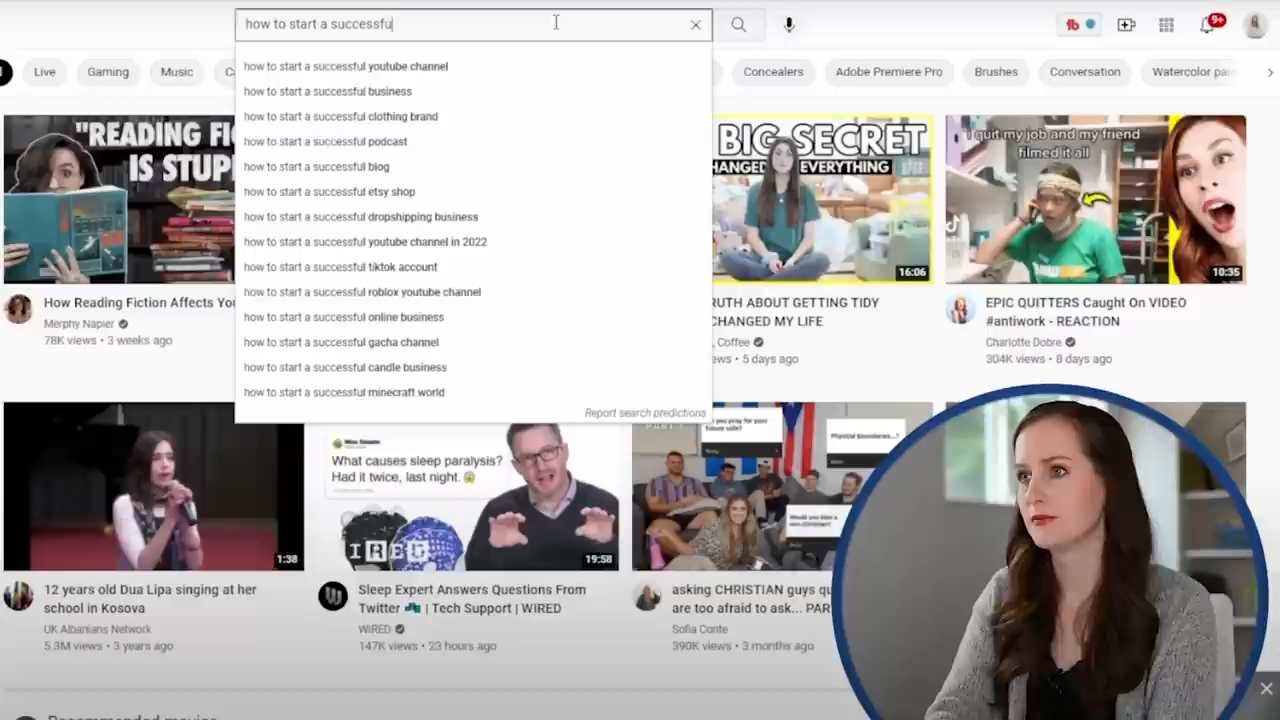 how to start a successfu
9+
Live
Gaming
Music
Concealers
Adobe Premiere Pro
Brushes
Conversation
Watercolor
how to start a successful youtube channel
how to start a successful business
how to start a successful clothing brand
how to start a successful podcast
how to start a successful blog
how to start a successful etsy shop
how to start a successful dropshipping business
how to start a successful youtube channel in 2022
how to start a successful tiktok account
how to start a successful roblox youtube channel
how to start a successful online business
how to start a successful gacha channel
how to start a successful candle business
how to start a successful minecraft world
Report search predictions
"READING
IS
How Reading Fiction Affects
Merphy Napier
78K views • 3 weeks ago
BIG SECRET
EVERYTHING
16:06
ABOUT GETTING TIDY
CHANGED MY LIFE
Coffee
5 days ago
I quit my job and my friend
filmed it all
10:35
EPIC QUITTERS Caught On VIDEO
#antiwork - REACTION
Charlotte Dobre
304K views • 8 days ago
1:38
12 years old Dua Lipa singing at her
school in Kosova
UK Albanians Network
5.3M views • 3 years ago
What causes sleep paralysis?
Had it twice, last night.
WIRED
19:58
Sleep Expert Answers Questions From
Twitter | Tech Support | WIRED
WIRED
147K views • 23 hours ago
pray for your
future wife?
Physical boundaries...?
asking CHRISTIAN guys
are too afraid to ask...
Sofia Conte
390K views • 3 months ago